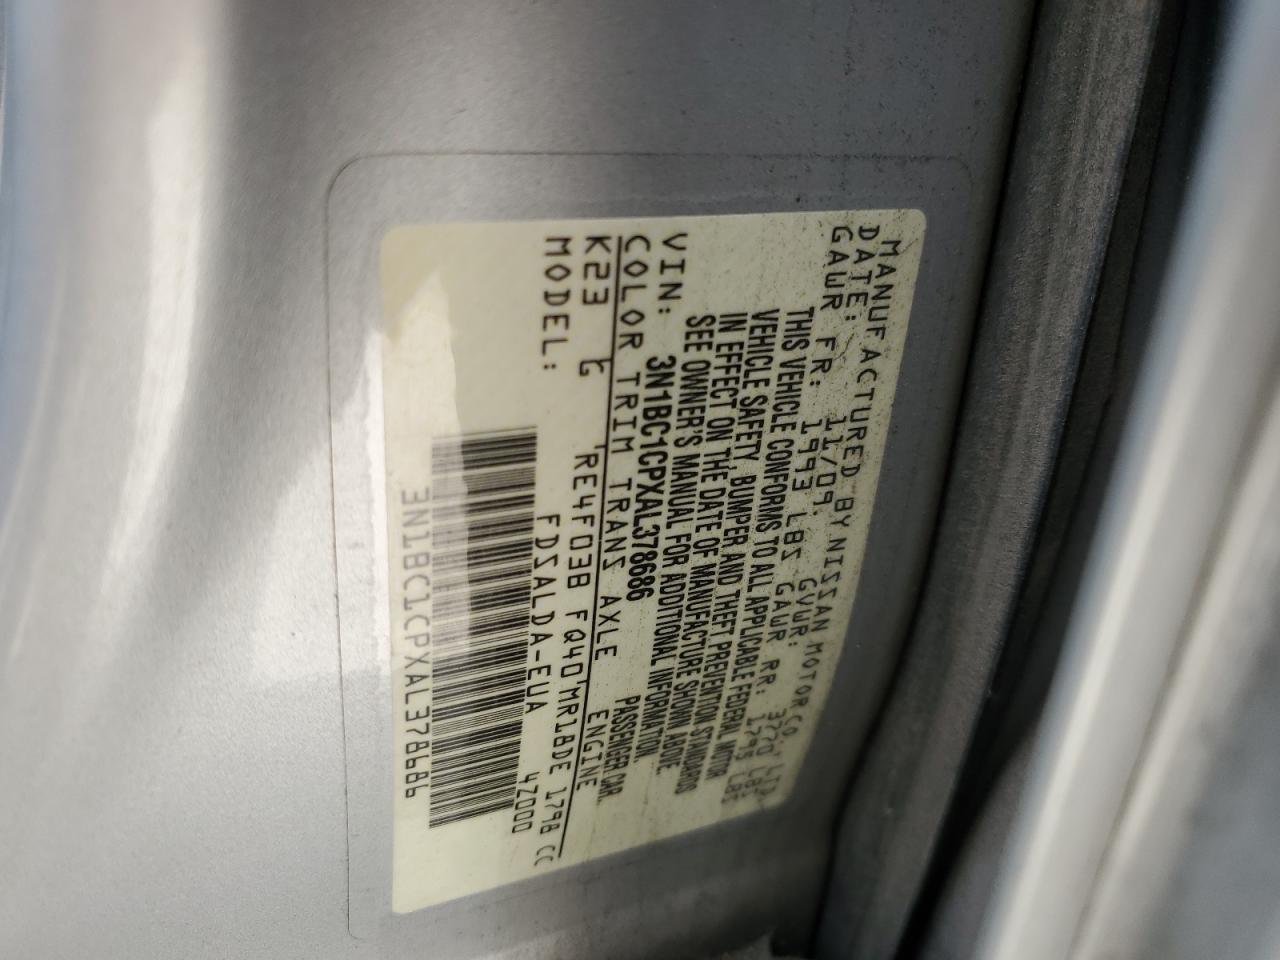 MANUFACTURED BY NISSAN MOTOR CO., LTD.
DATE: 11/09. GVWR: 3770 LBS
GAWR FR: 1993 LBS GAWR RR: 1795 LBS
THIS VEHICLE CONFORMS TO ALL APPLICABLE FEDERAL MOTOR
VEHICLE SAFETY, BUMPER AND THEFT PREVENTION STANDARDS
IN EFFECT ON THE DATE OF MANUFACTURE SHOWN ABOVE.
SEE OWNER'S MANUAL FOR ADDITIONAL INFORMATION.
VIN: 3N1BC1CPXAL378686 PASSENGER CAR.
COLOR TRIM TRANS AXLE ENGINE
K23 G RE4F03B FQ40 MR18DE 1798 CC
MODEL: FDSALDA-EUA 4Z000
3N1BC1CPXAL378686